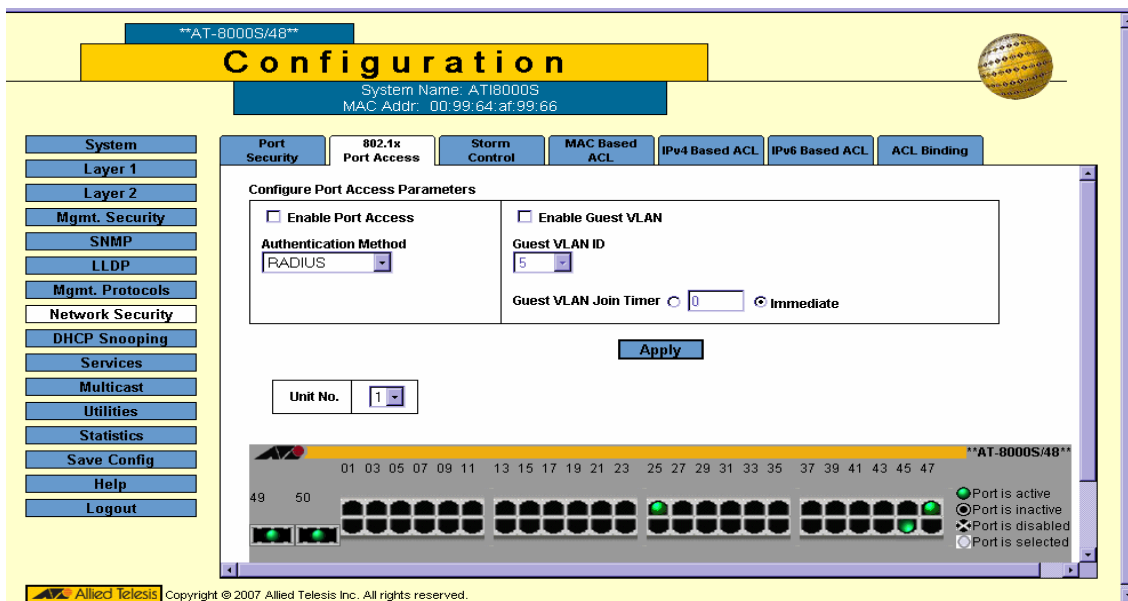 **AT-8000S/48**
Configuration
System Name: ATI8000S
MAC Addr: 00:99:64:af:99:66
System
Layer 1
Layer 2
Mgmt. Security
SNMP
LLDP
Mgmt. Protocols
Network Security
DHCP Snooping
Services
Multicast
Utilities
Statistics
Save Config
Help
Logout
Port Security
802.1x Port Access
Storm Control
MAC Based ACL
IPv4 Based ACL
IPv6 Based ACL
ACL Binding
Configure Port Access Parameters
Enable Port Access
Authentication Method
RADIUS
Enable Guest VLAN
Guest VLAN ID
5
Guest VLAN Join Timer 0 Immediate
Apply
Unit No. 1
**AT-8000S/48**
01 03 05 07 09 11 13 15 17 19 21 23 25 27 29 31 33 35 37 39 41 43 45 47
49 50
Port is active
Port is inactive
Port is disabled
Port is selected
Allied Telesis Copyright © 2007 Allied Telesis Inc. All rights reserved.